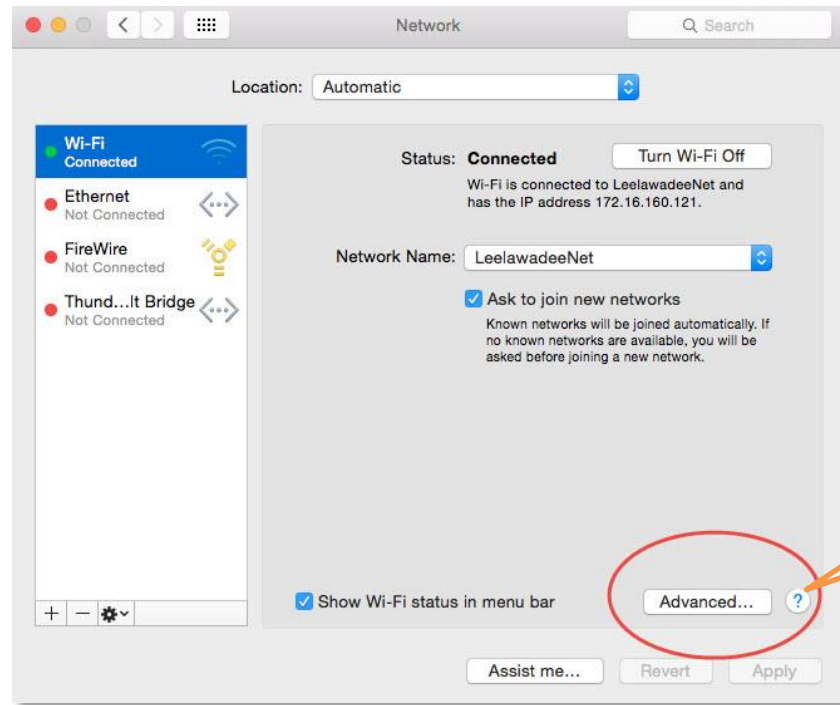 Network
Search
Location: Automatic
Wi-Fi
Connected
Ethernet
Not Connected
FireWire
Not Connected
Thund...lt Bridge
Not Connected
Status: Connected
Turn Wi-Fi Off
Wi-Fi is connected to LeelawadeeNet and
has the IP address 172.16.160.121.
Network Name: LeelawadeeNet
Ask to join new networks
Known networks will be joined automatically. If
no known networks are available, you will be
asked before joining a new network.
Show Wi-Fi status in menu bar
Advanced...
?
Assist me...
Revert
Apply